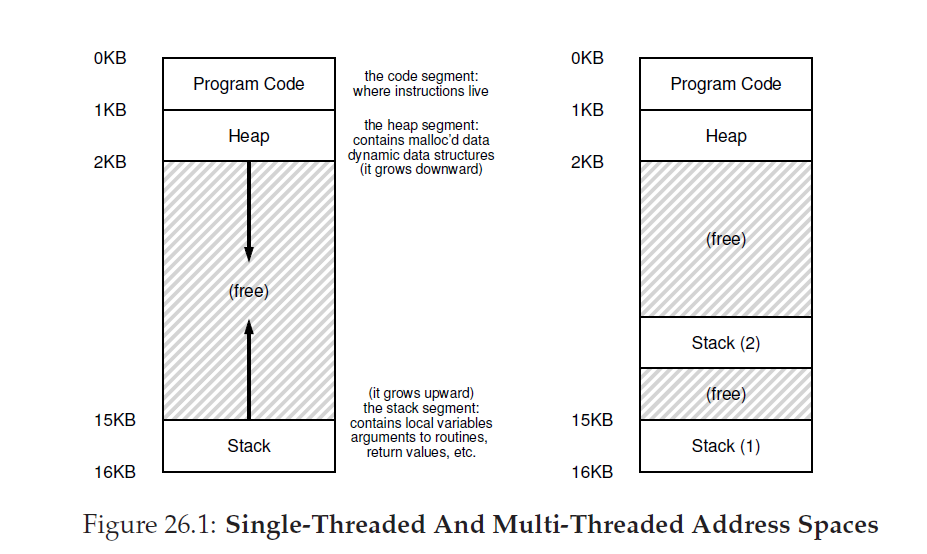 0KB
Program Code
the code segment:
where instructions live
1KB
Heap
the heap segment:
contains malloc'd data
dynamic data structures
(it grows downward)
2KB
(free)
(it grows upward)
the stack segment:
contains local variables
arguments to routines,
return values, etc.
15KB
Stack
16KB
0KB
Program Code
1KB
Heap
2KB
(free)
Stack (2)
(free)
15KB
Stack (1)
16KB
Figure 26.1: Single-Threaded And Multi-Threaded Address Spaces